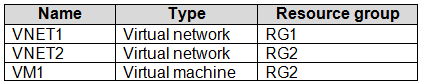 Name Type Resource group
VNET1 Virtual network RG1
VNET2 Virtual network RG2
VM1 Virtual machine RG2